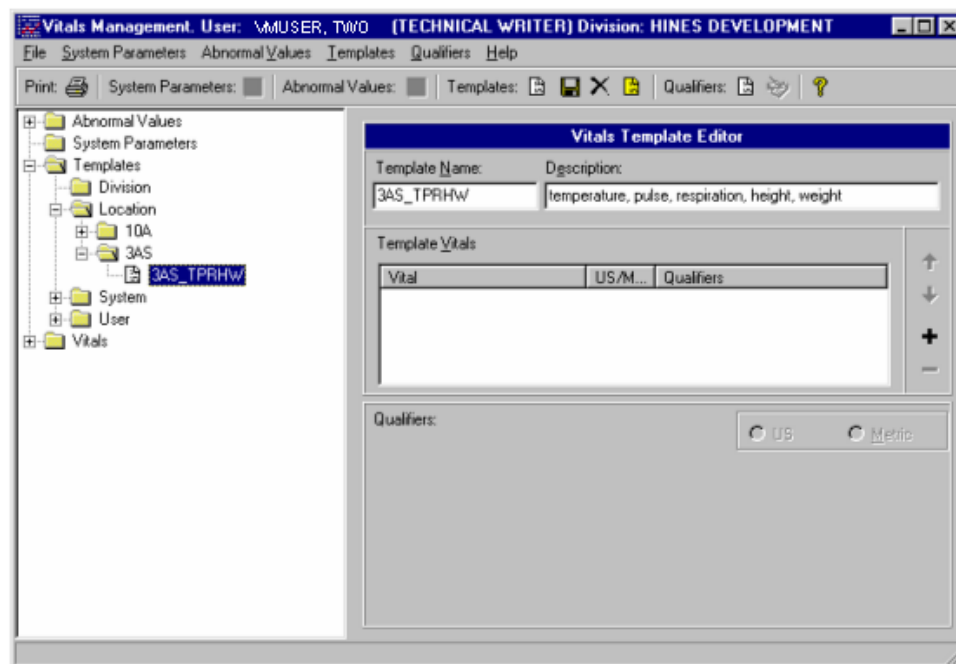 Vitals Management. User: VMUSER, TWO (TECHNICAL WRITER) Division: HINES DEVELOPMENT
File System Parameters Abnormal Values Templates Qualifiers Help
Print: System Parameters: Abnormal Values: Templates: Qualifiers:
Abnormal Values
System Parameters
Templates
Division
Location
10A
3AS
3AS_TPRHW
System
User
Vitals
Vitals Template Editor
Template Name: Description:
3AS_TPRHW temperature, pulse, respiration, height, weight
Template Vitals
Vital US/M... Qualifiers
Qualifiers:
US Metric